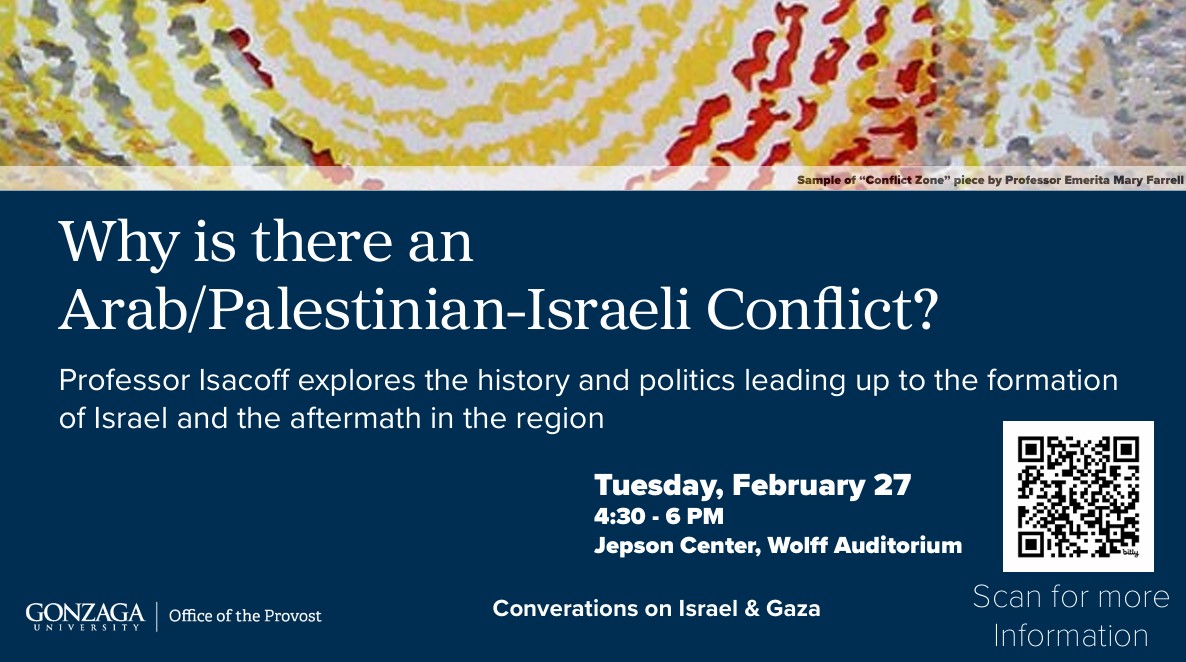 Sample of “Conflict Zone” piece by Professor Emerita Mary Farrell
Why is there an
Arab/Palestinian-Israeli Conflict?
Professor Isacoff explores the history and politics leading up to the formation
of Israel and the aftermath in the region
Tuesday, February 27
4:30 - 6 PM
Jepson Center, Wolff Auditorium
bitly
Scan for more
Information
Converations on Israel & Gaza
GONZAGA
UNIVERSITY
Office of the Provost